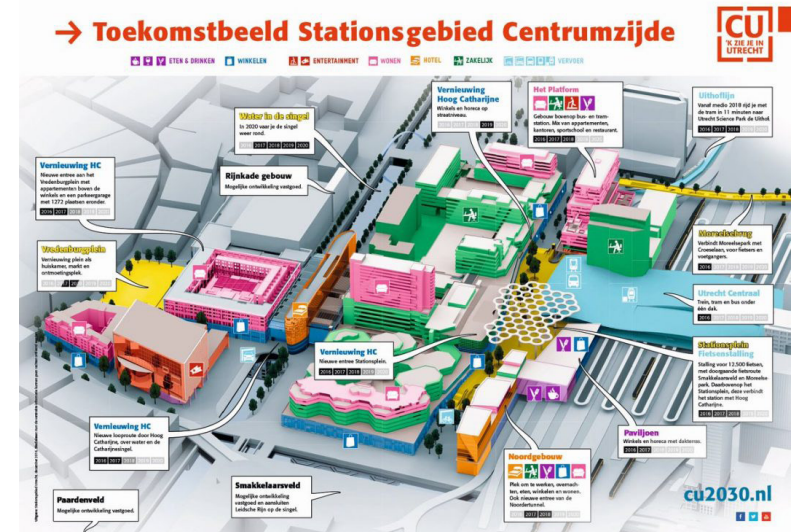 → Toekomstbeeld Stationsgebied Centrumzijde
CU
'K ZIE JE IN
UTRECHT
ETEN & DRINKEN
WINKELEN
ENTERTAINMENT
WONEN
HOTEL
ZAKELIJK
VERVOER
Water in de singel
In 2020 vaar je de singel
weer rond.
2016 2017 2018 2019 2020
Vernieuwing
Hoog Catharijne
Winkels en horeca op
straatniveau.
2019
Het Platform
Gebouw bovenop bus- en tram-
station. Mix van appartementen,
kantoren, sportschool en restaurant.
2016 2017 2018
Uithoflijn
Vanaf medio 2018 rijd je met
de tram in 11 minuten naar
Utrecht Science Park De Uithof.
2016 2017 2018
Vernieuwing HC
Nieuwe entree aan het
Vredenburgplein met
appartementen boven de
winkels en een parkeergarage
met 1272 plaatsen eronder.
2016 2017
Rijnkade gebouw
Mogelijke ontwikkeling vastgoed.
Vredenburgplein
Vernieuwing plein als
huiskamer, markt en
ontmoetingsplek.
Moreelsebrug
Verbindt Moreelsepark met
Croeselaan, voor fietsers en
voetgangers.
2016
Utrecht Centraal
Trein, tram en bus onder
één dak.
2016
Vernieuwing HC
Nieuwe entree Stationsplein.
2016 2017 2018 2019 2020
Stationsplein
Fietsenstalling
Stalling voor 12.500 fietsen,
met doorgaande fietsroute
Smakkelaarsveld en Moreelse-
park. Daarbovenop het
Stationsplein, deze verbindt
het station met Hoog
Catharijne.
2016 2017 2018
Vernieuwing HC
Nieuwe looproute door Hoog
Catharijne, over water en de
Catharijnesingel.
2016 2017 2018
Paviljoen
Winkels en horeca met dakterras.
2016 2017
Noordgebouw
Plek om te werken, overnach-
ten, eten, winkelen en wonen.
Ook nieuwe entree van de
Noordertunnel.
2017 2018
Smakkelaarsveld
Mogelijke ontwikkeling
vastgoed en aansluiten
Leidsche Rijn op de singel.
Paardenveld
Mogelijke ontwikkeling vastgoed.
cu2030.nl